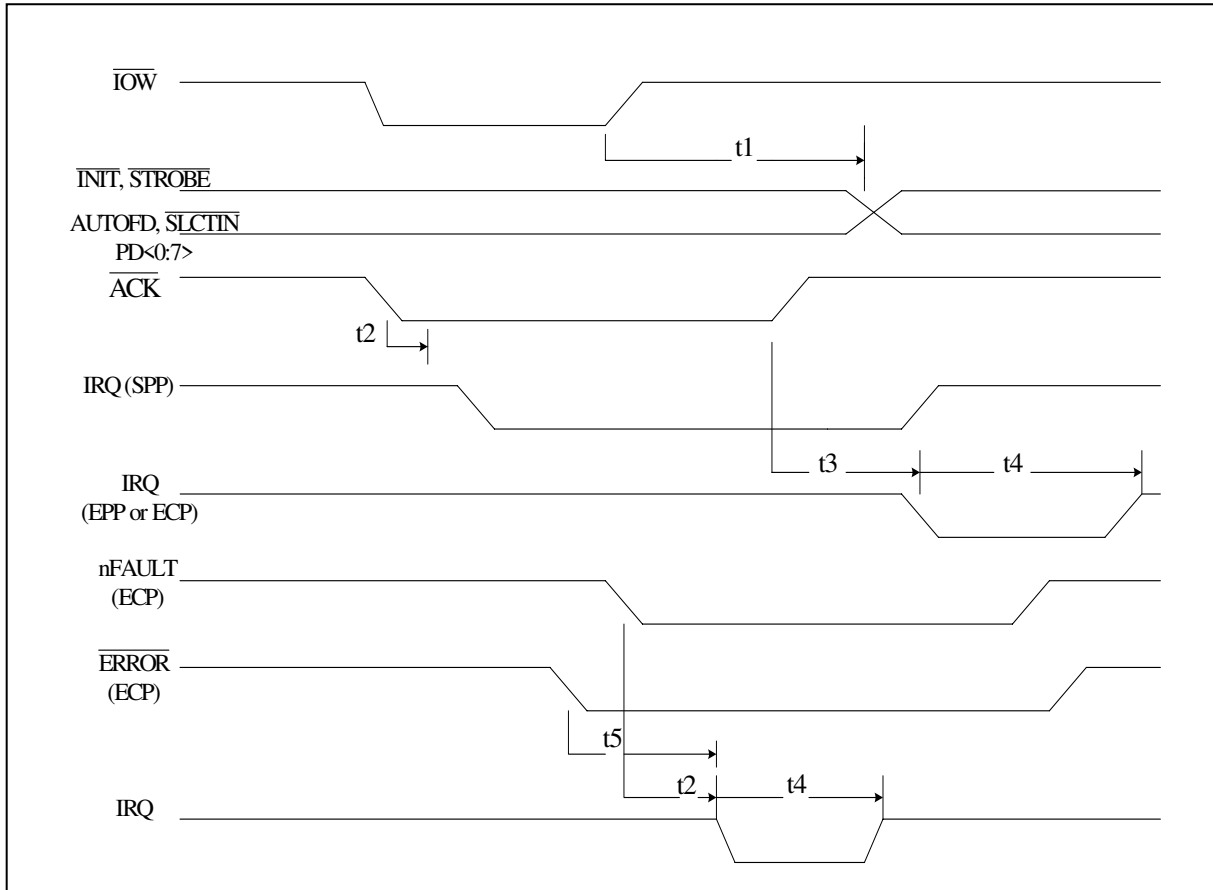 IOW
t1
INIT, STROBE
AUTOFD, SLCTIN
PD<0:7>
ACK
t2
IRQ (SPP)
t3
t4
IRQ
(EPP or ECP)
nFAULT
(ECP)
ERROR
(ECP)
t5
t2
t4
IRQ